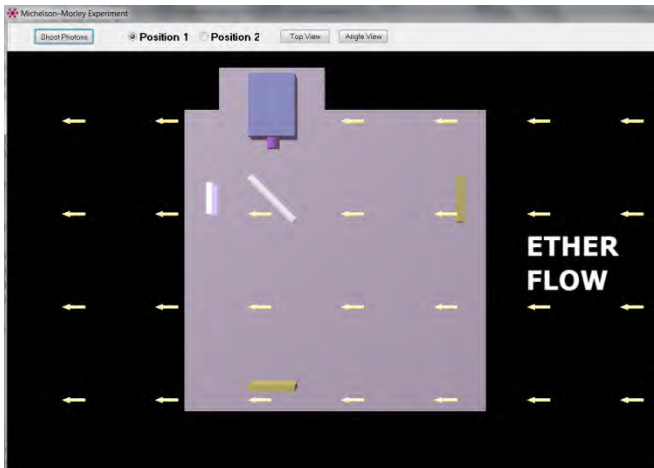 Michelson-Morley Experiment
Shoot Photons Position 1 Position 2 Top View Angle View
ETHER
FLOW